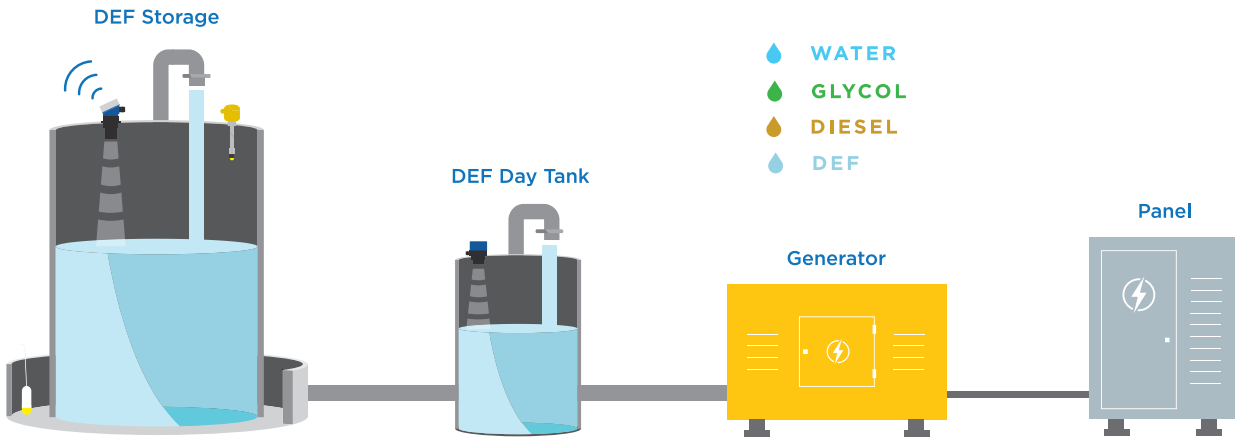 DEF Storage
WATER
GLYCOL
DIESEL
DEF
DEF Day Tank
Panel
Generator